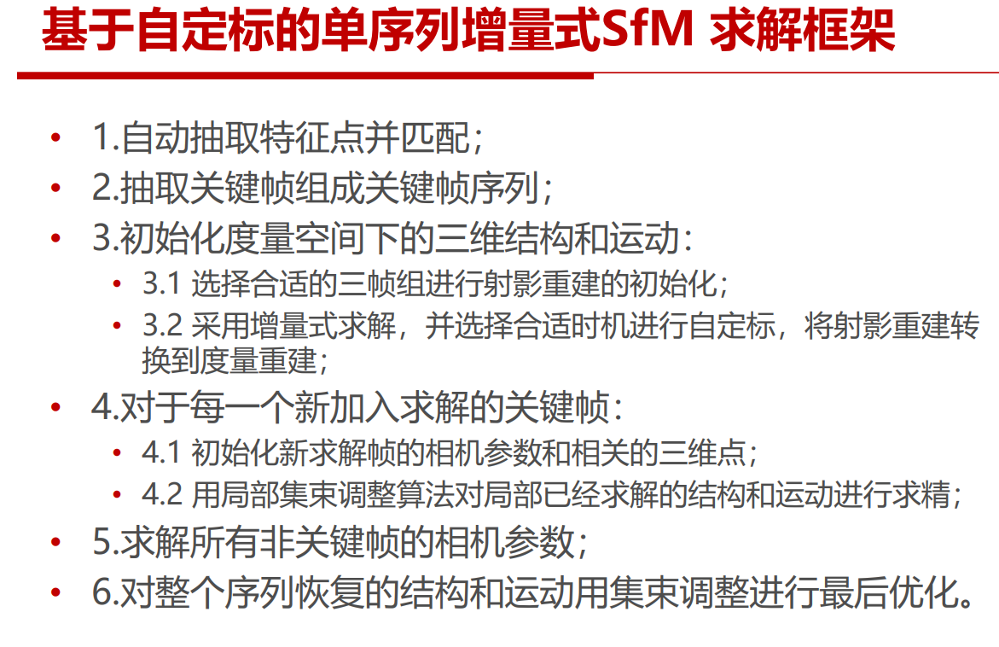 基于自定标的单序列增量式SfM 求解框架
• 1.自动抽取特征点并匹配；
• 2.抽取关键帧组成关键帧序列；
• 3.初始化度量空间下的三维结构和运动：
• 3.1 选择合适的三帧组进行射影重建的初始化；
• 3.2 采用增量式求解，并选择合适时机进行自定标，将射影重建转
换到度量重建；
• 4.对于每一个新加入求解的关键帧：
• 4.1 初始化新求解帧的相机参数和相关的三维点；
• 4.2 用局部集束调整算法对局部已经求解的结构和运动进行求精；
• 5.求解所有非关键帧的相机参数；
• 6.对整个序列恢复的结构和运动用集束调整进行最后优化。